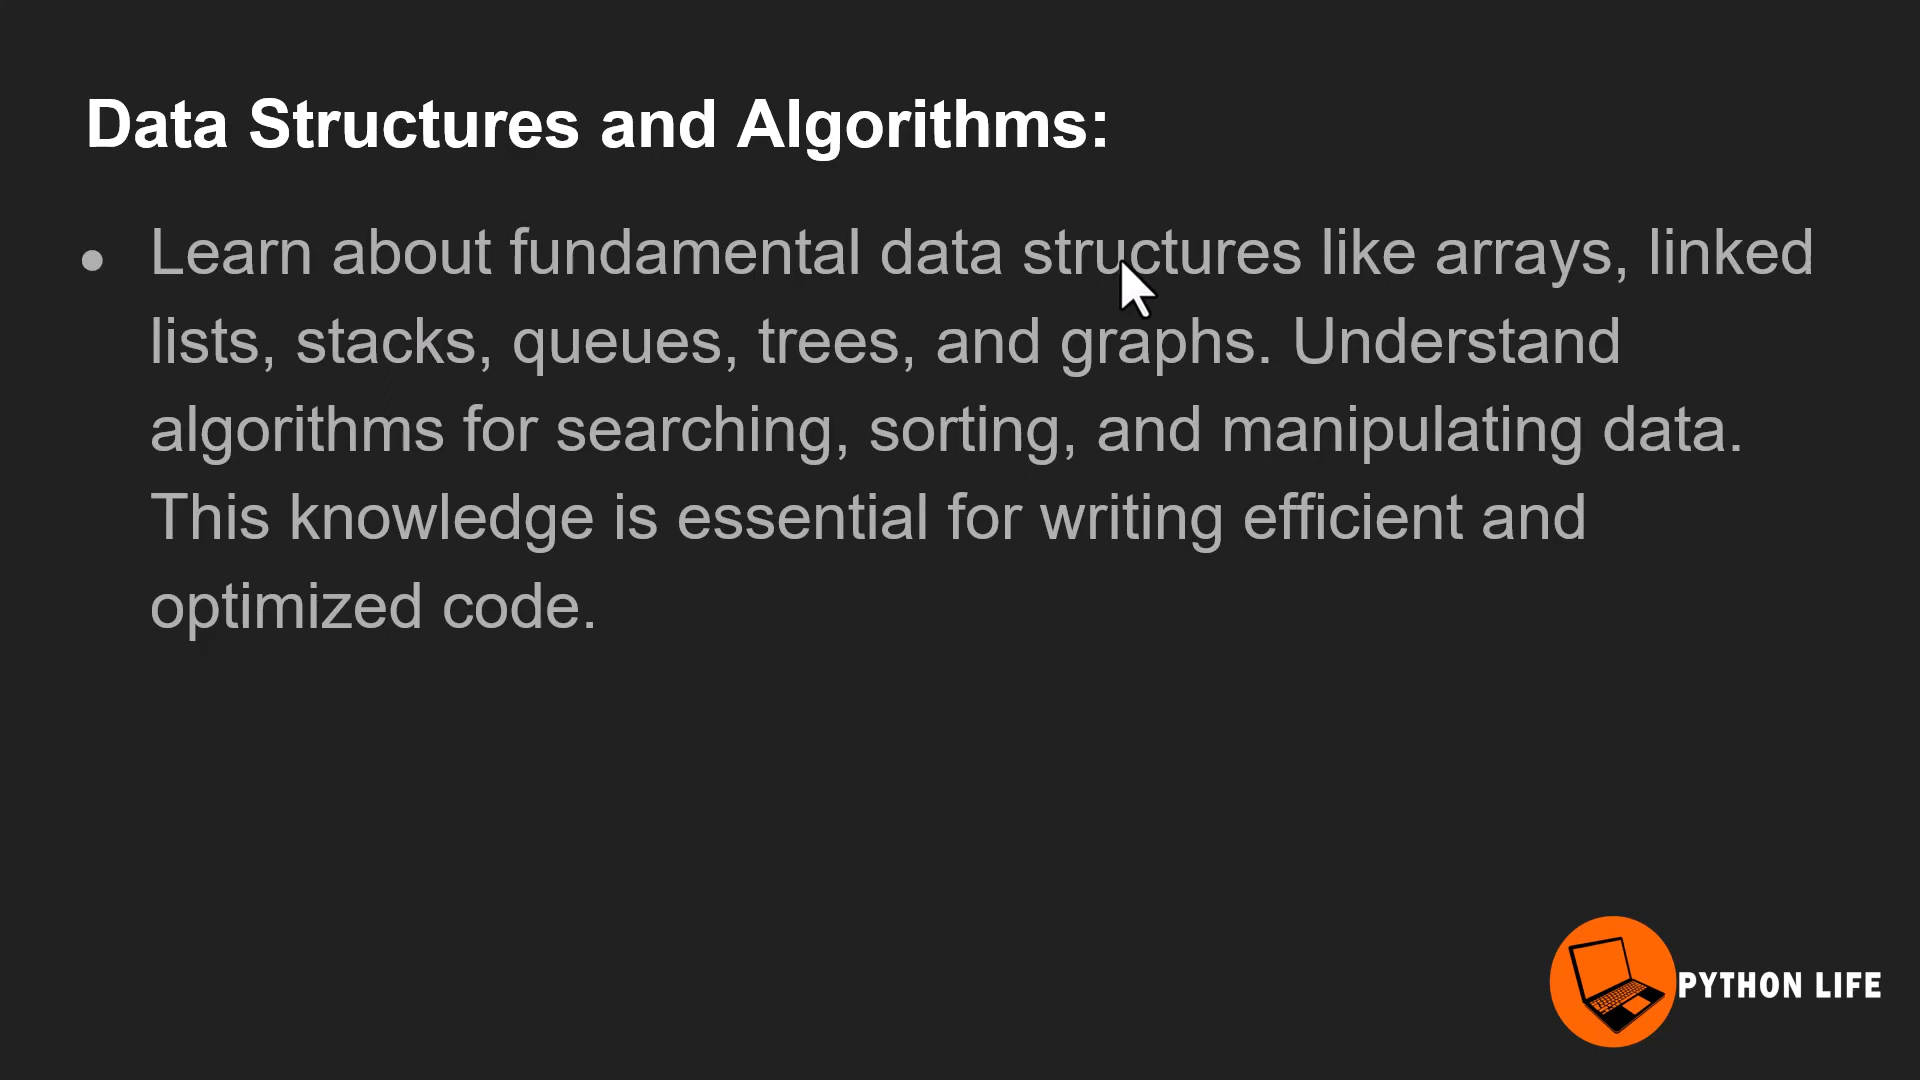 Data Structures and Algorithms:
● Learn about fundamental data structures like arrays, linked
lists, stacks, queues, trees, and graphs. Understand
algorithms for searching, sorting, and manipulating data.
This knowledge is essential for writing efficient and
optimized code.
PYTHON LIFE